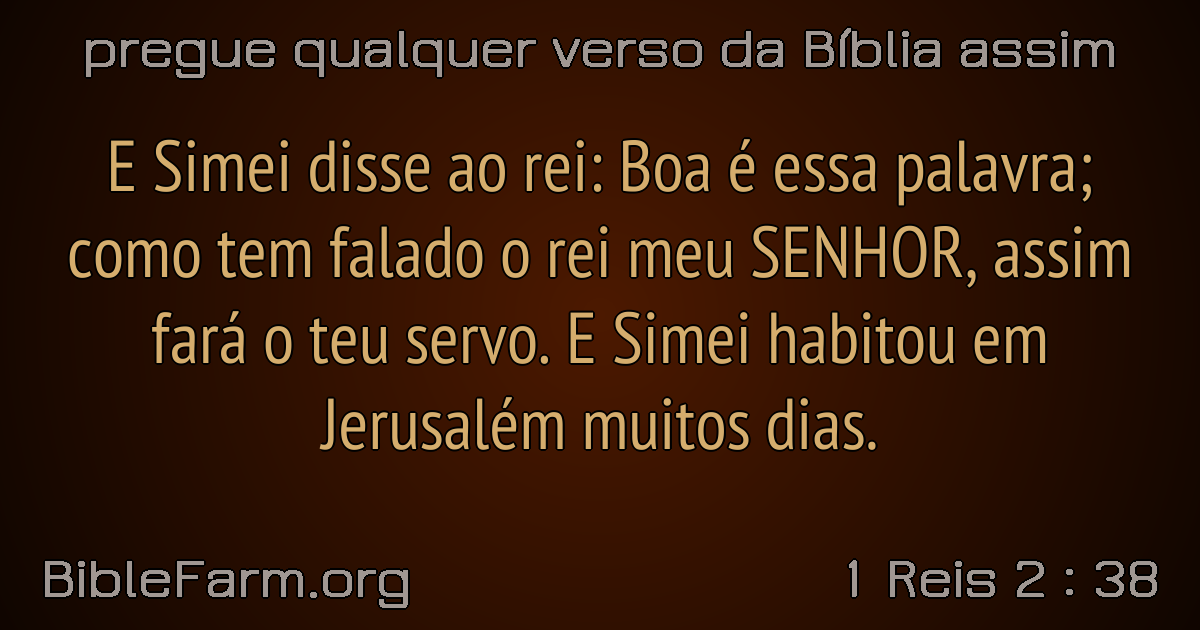 pregue qualquer verso da Bíblia assim
E Simei disse ao rei: Boa é essa palavra;
como tem falado o rei meu SENHOR, assim
fará o teu servo. E Simei habitou em
Jerusalém muitos dias.
BibleFarm.org
1 Reis 2 : 38